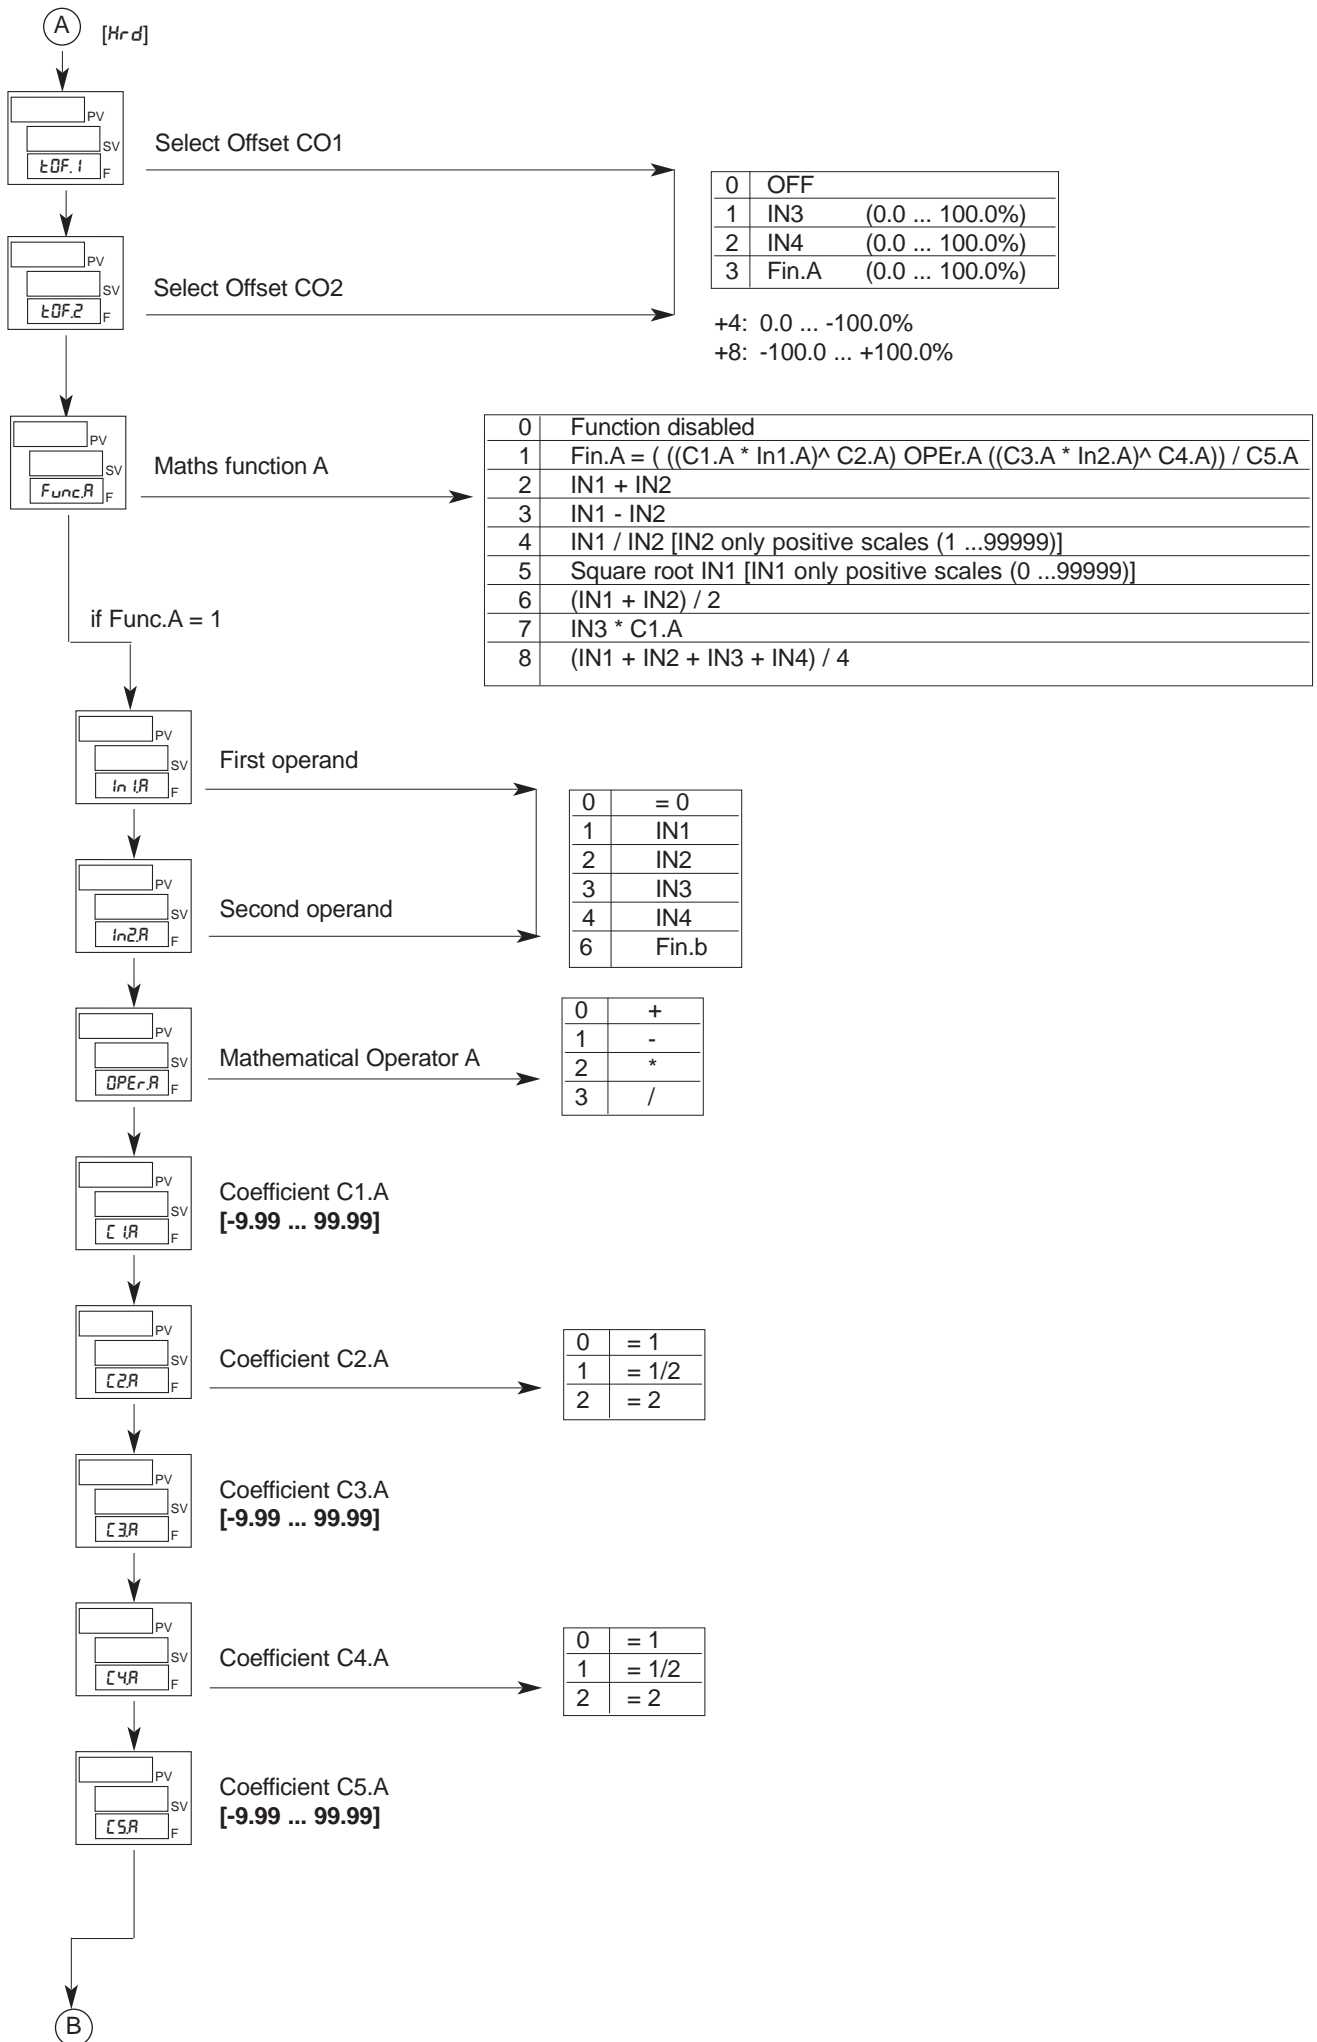 A [Hrd]
PV
SV
tOF.1 F
Select Offset CO1
0 OFF
1 IN3 (0.0 ... 100.0%)
2 IN4 (0.0 ... 100.0%)
3 Fin.A (0.0 ... 100.0%)
PV
SV
tOF.2 F
Select Offset CO2
+4: 0.0 ... -100.0%
+8: -100.0 ... +100.0%
PV
SV
Func.A F
Maths function A
0 Function disabled
1 Fin.A = ( ((C1.A * In1.A)^ C2.A) OPEr.A ((C3.A * In2.A)^ C4.A)) / C5.A
2 IN1 + IN2
3 IN1 - IN2
4 IN1 / IN2 [IN2 only positive scales (1 ...99999)]
5 Square root IN1 [IN1 only positive scales (0 ...99999)]
6 (IN1 + IN2) / 2
7 IN3 * C1.A
8 (IN1 + IN2 + IN3 + IN4) / 4
if Func.A = 1
PV
SV
In1.A F
First operand
0 = 0
1 IN1
2 IN2
3 IN3
4 IN4
6 Fin.b
PV
SV
In2.A F
Second operand
PV
SV
OPEr.A F
Mathematical Operator A
0 +
1 -
2 *
3 /
PV
SV
C1.A F
Coefficient C1.A
[-9.99 ... 99.99]
PV
SV
C2.A F
Coefficient C2.A
0 = 1
1 = 1/2
2 = 2
PV
SV
C3.A F
Coefficient C3.A
[-9.99 ... 99.99]
PV
SV
C4.A F
Coefficient C4.A
0 = 1
1 = 1/2
2 = 2
PV
SV
C5.A F
Coefficient C5.A
[-9.99 ... 99.99]
B